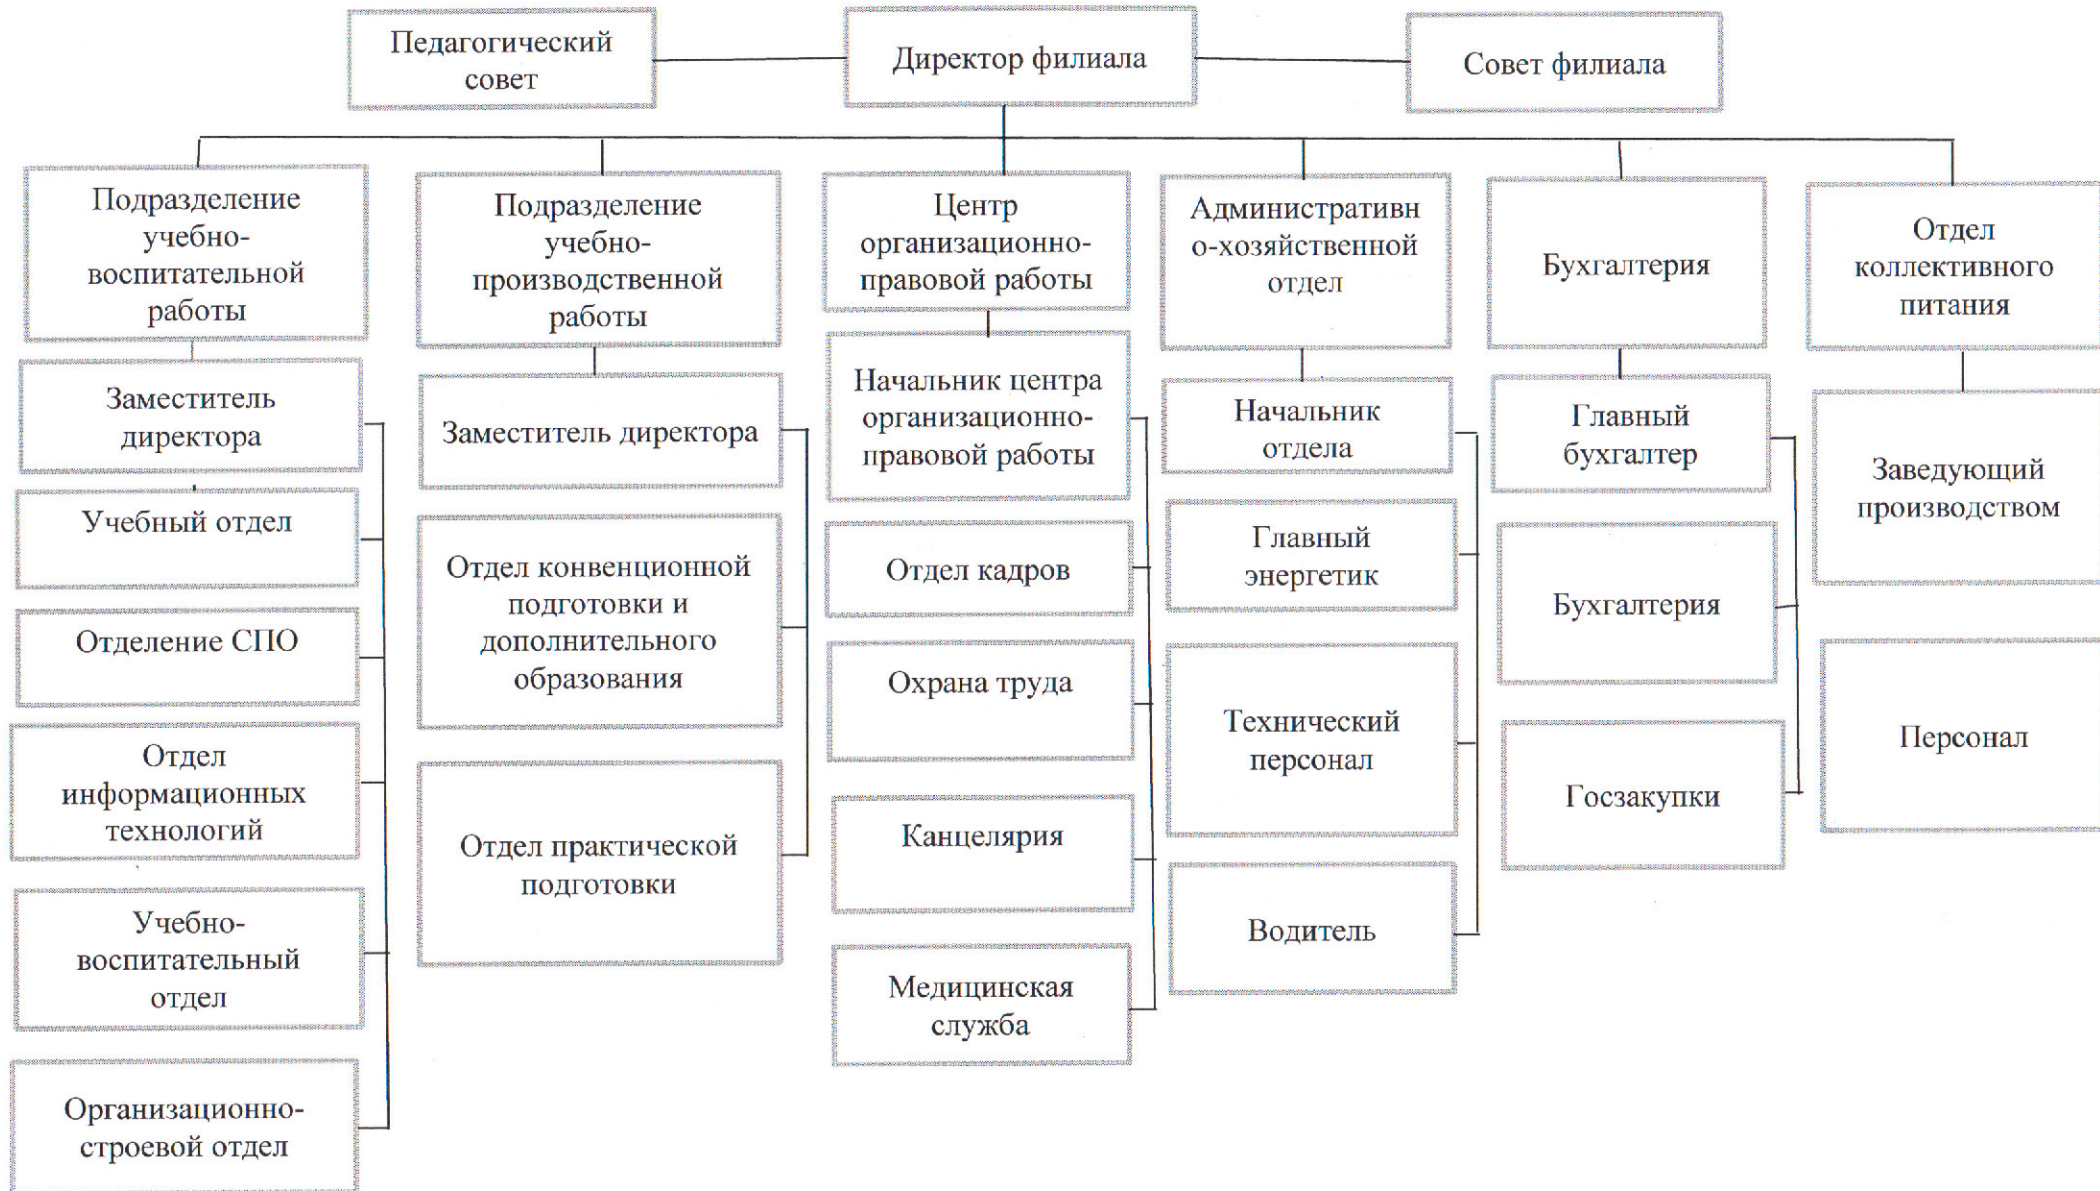 Педагогический
совет
Директор филиала
Совет филиала
Подразделение
учебно-
воспитательной
работы
Подразделение
учебно-
производственной
работы
Центр
организационно-
правовой работы
Административн
о-хозяйственной
отдел
Бухгалтерия
Отдел
коллективного
питания
Заместитель
директора
Учебный отдел
Отделение СПО
Отдел
информационных
технологий
Учебно-
воспитательный
отдел
Организационно-
строевой отдел
Заместитель директора
Отдел конвенционной
подготовки и
дополнительного
образования
Отдел практической
подготовки
Начальник центра
организационно-
правовой работы
Отдел кадров
Охрана труда
Канцелярия
Медицинская
служба
Начальник
отдела
Главный
энергетик
Технический
персонал
Водитель
Главный
бухгалтер
Бухгалтерия
Госзакупки
Заведующий
производством
Персонал